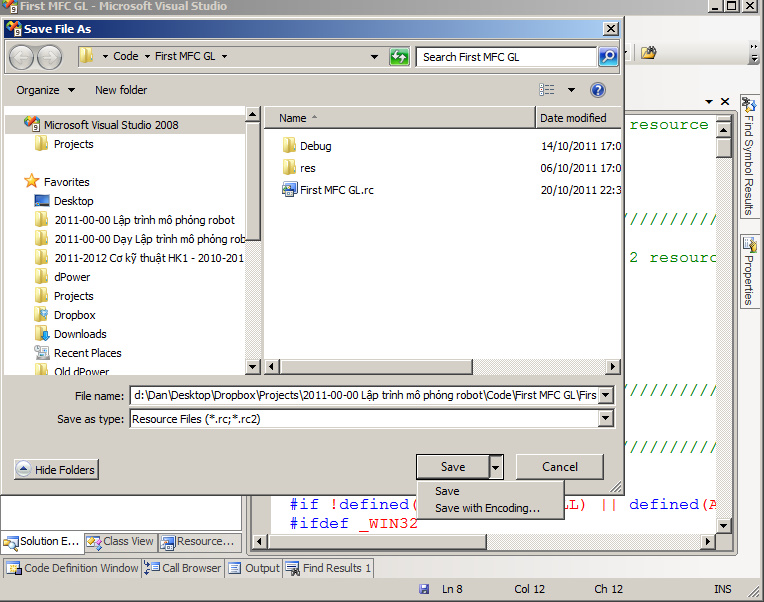 First MFC GL - Microsoft Visual Studio
Save File As
Code First MFC GL
Search First MFC GL
Organize New folder
Name Date modified
Microsoft Visual Studio 2008
Projects
Debug 14/10/2011 17:0
res 06/10/2011 17:0
First MFC GL.rc 20/10/2011 22:3
Favorites
Desktop
2011-00-00 Lập trình mô phỏng robot
2011-00-00 Dạy Lập trình mô phỏng rob
2011-2012 Cơ kỹ thuật HK1 - 2010-201
dPower
Projects
Dropbox
Downloads
Recent Places
Old dPower
File name: d:\Dan\Desktop\Dropbox\Projects\2011-00-00 Lập trình mô phỏng robot\Code\First MFC GL\Firs
Save as type: Resource Files (*.rc;*.rc2)
Hide Folders
Save Cancel
Save
Save with Encoding...
resource
/////////
2 resourc
/////////
/////////
#if !defined( LL) || defined(A
#ifdef _WIN32
Find Symbol Results
Properties
Solution E... Class View Resource...
Code Definition Window Call Browser Output Find Results 1
Ln 8 Col 12 Ch 12 INS